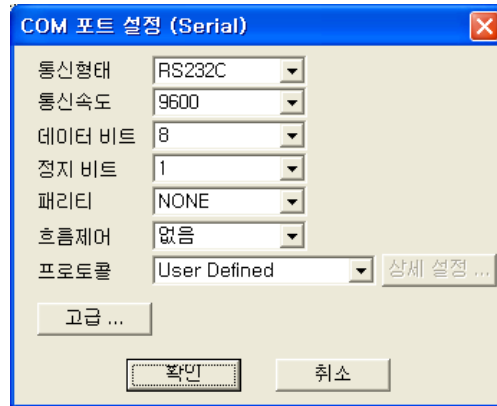 COM 포트 설정 (Serial)
통신형태 RS232C
통신속도 9600
데이터 비트 8
정지 비트 1
패리티 NONE
흐름제어 없음
프로토콜 User Defined 상세 설정 ...
고급 ...
확인 취소